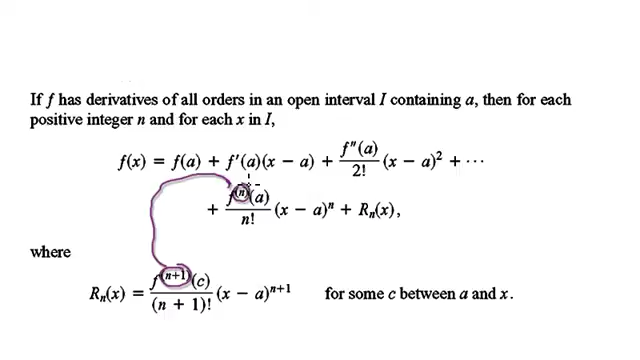 If f has derivatives of all orders in an open interval I containing a, then for each
positive integer n and for each x in I,
f(x) = f(a) + f′(a)(x − a) + f″(a)/2! (x − a)² + ⋯
+ f⁽ⁿ⁾(a)/n! (x − a)ⁿ + Rₙ(x),
where
Rₙ(x) = f⁽ⁿ⁺¹⁾(c)/(n + 1)! (x − a)ⁿ⁺¹ for some c between a and x.